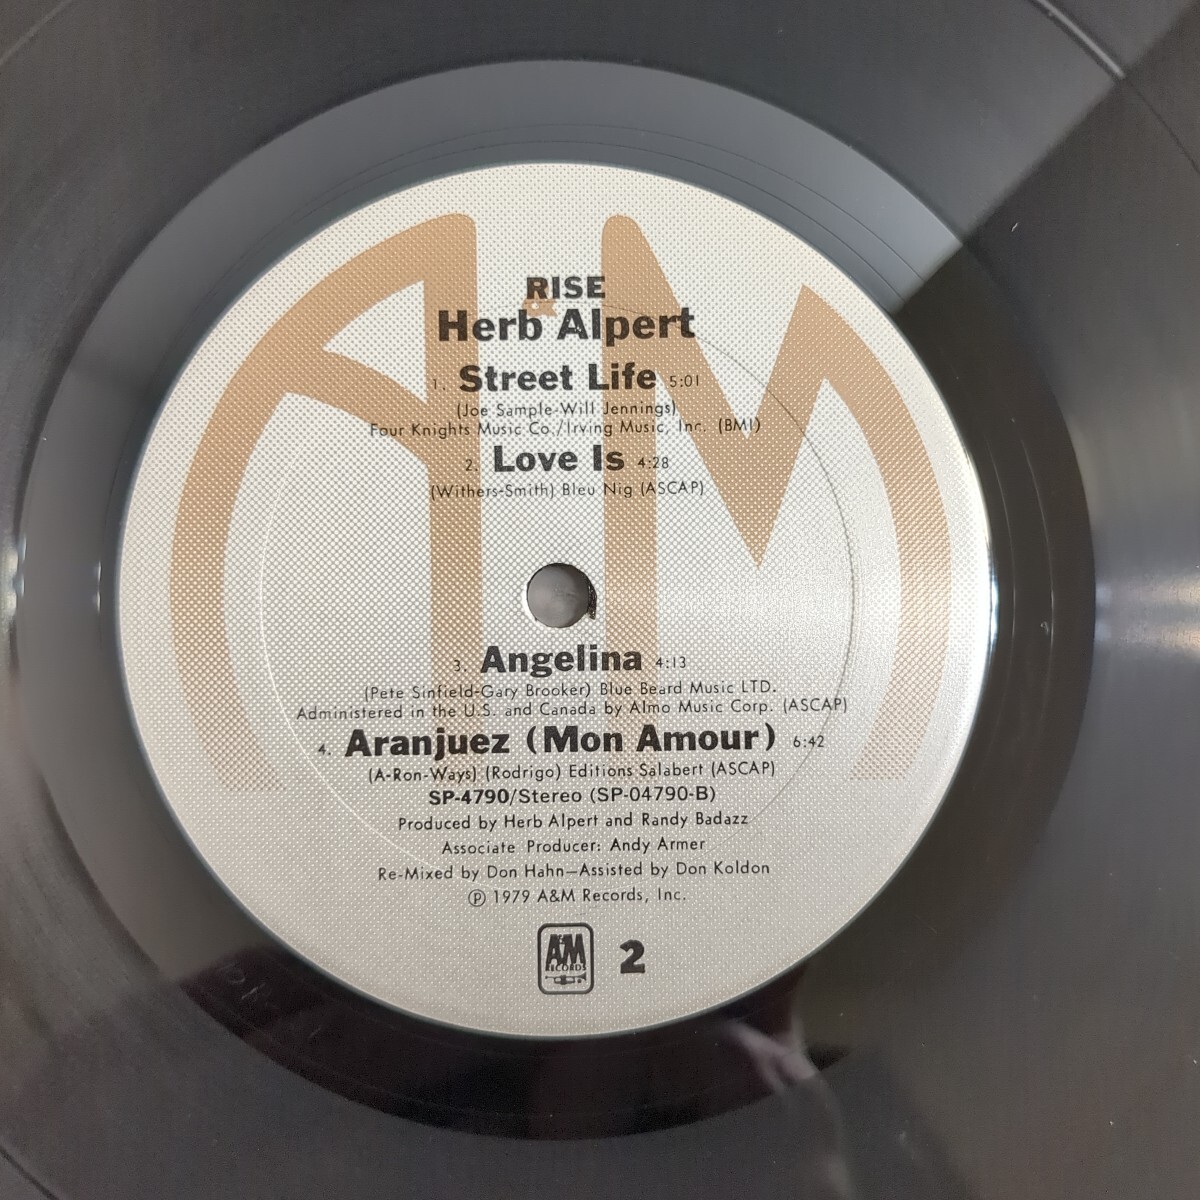 RISE
Herb Alpert
1. Street Life 5:01
(Joe Sample-Will Jennings)
Four Knights Music Co./Irving Music, Inc. (BMI)
2. Love Is 4:28
(Withers-Smith) Bleu Nig (ASCAP)
3. Angelina 4:13
(Pete Sinfield-Gary Brooker) Blue Beard Music LTD.
Administered in the U.S. and Canada by Almo Music Corp. (ASCAP)
4. Aranjuez (Mon Amour) 6:42
(A-Ron-Ways) (Rodrigo) Editions Salabert (ASCAP)
SP-4790/Stereo (SP-04790-B)
Produced by Herb Alpert and Randy Badazz
Associate Producer: Andy Armer
Re-Mixed by Don Hahn—Assisted by Don Koldon
℗ 1979 A&M Records, Inc.
A&M
RECORDS
2